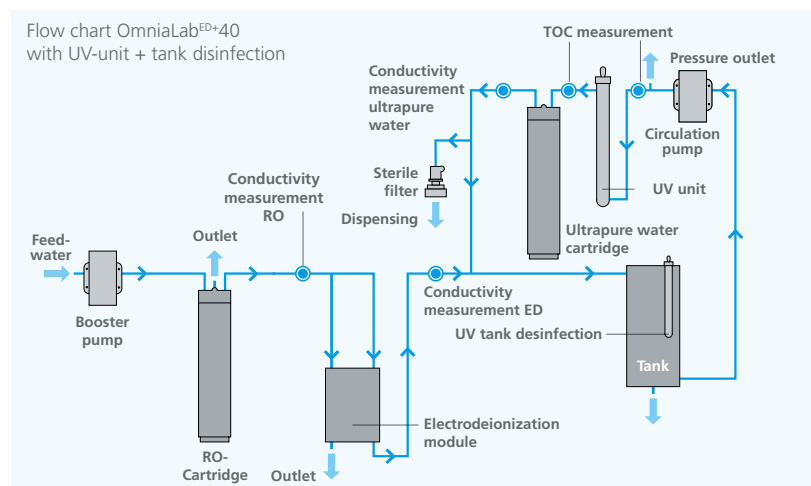 Flow chart OmniaLabED+40
with UV-unit + tank disinfection
TOC measurement
Pressure outlet
Conductivity
measurement
ultrapure
water
Circulation
pump
Sterile
filter
UV unit
Dispensing
Ultrapure water
cartridge
Conductivity
measurement
RO
Feed-
water
Outlet
Booster
pump
Conductivity
measurement ED
UV tank desinfection
Tank
Electrodeionization
module
RO-
Cartridge
Outlet